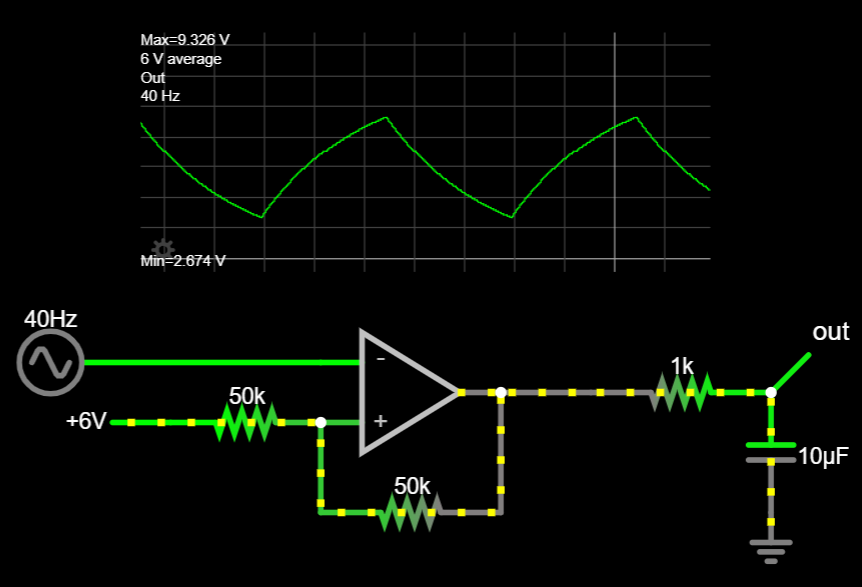 Max=9.326 V
6 V average
Out
40 Hz
Min=2.674 V
40Hz
out
1k
50k
+6V
-
+
10μF
50k